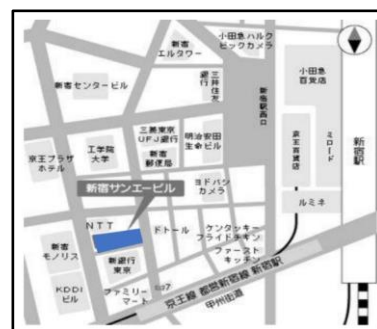 小田急ハルク
ビックカメラ
新宿
エルタワー
小田急
百貨店
三井住友
銀行
新宿駅西口
新宿センタービル
三菱東京
UFJ銀行
明治安田
生命ビル
工学院
大学
新宿
郵便局
京王百貨店
ミロード
新宿駅
京王プラザ
ホテル
ヨドバシ
カメラ
新宿サンエービル
ルミネ
NTT
ドトール
ケンタッキー
フライドチキン
新宿
モノリス
新銀行
東京
ファースト
キッチン
KDDI
ビル
ファミリー
マート
京王線 都営新宿線 新宿駅
甲州街道